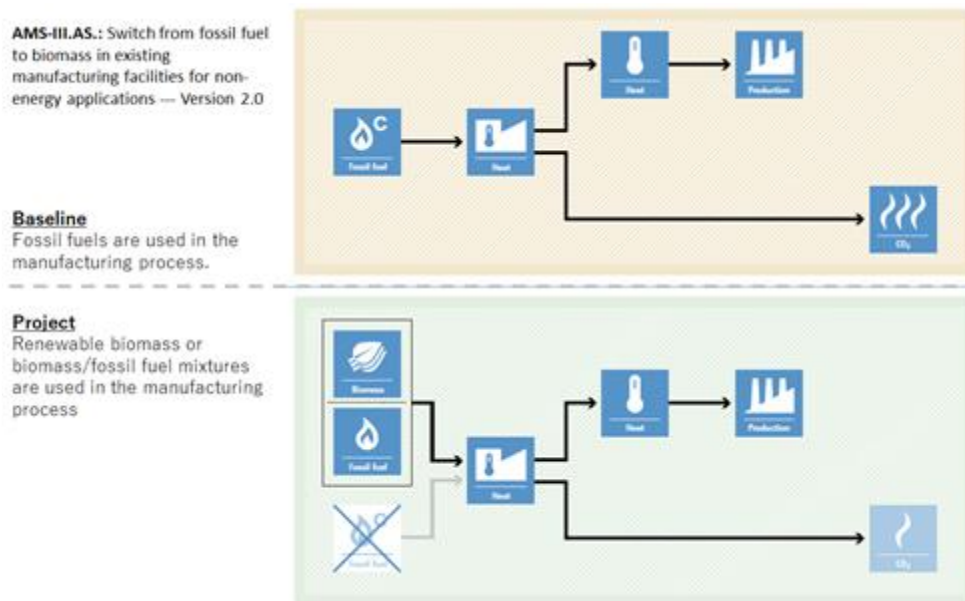 AMS-III.AS.: Switch from fossil fuel
to biomass in existing
manufacturing facilities for non-
energy applications --- Version 2.0
Heat
Production
C
Fossil fuel
Heat
CO₂
Baseline
Fossil fuels are used in the
manufacturing process.
Project
Renewable biomass or
biomass/fossil fuel mixtures
are used in the manufacturing
process
Biomass
Heat
Production
Fossil fuel
Heat
C
Fossil fuel
CO₂